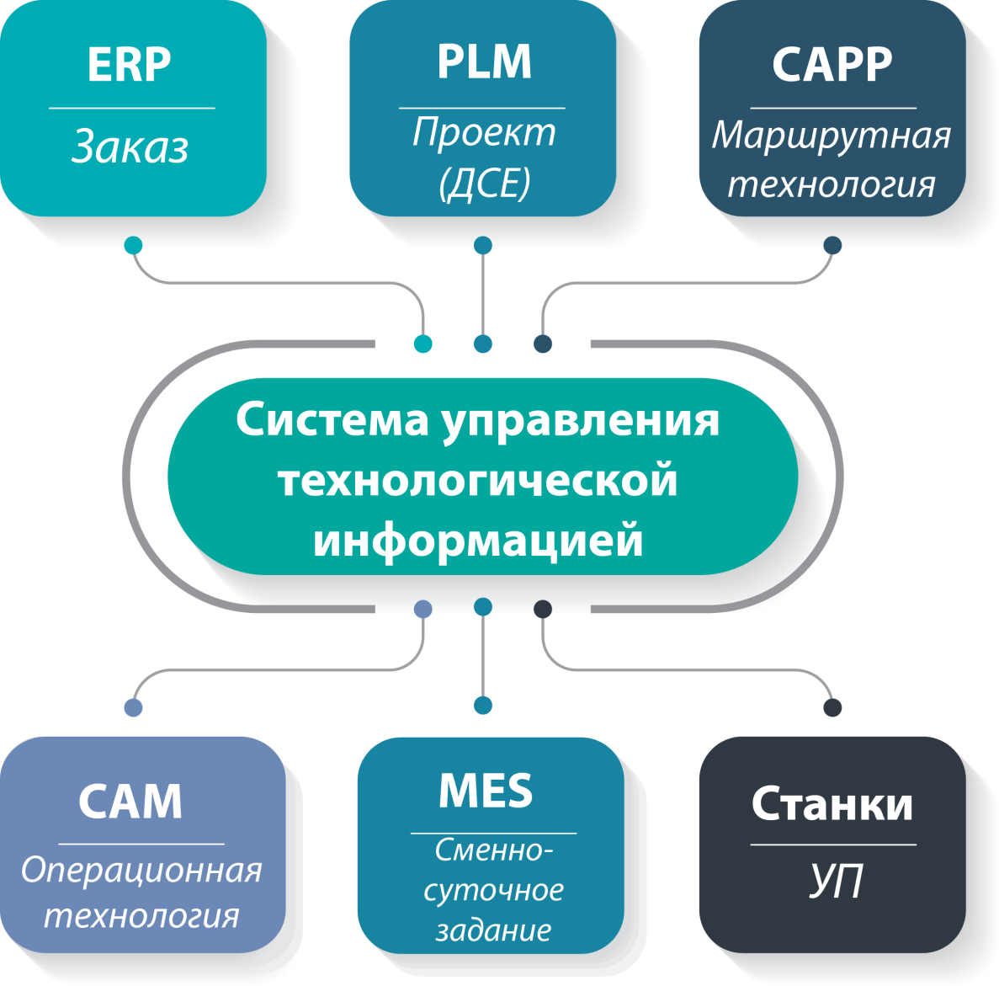 ERP
Заказ
PLM
Проект
(ДСЕ)
CAPP
Маршрутная
технология
Система управления
технологической
информацией
CAM
Операционная
технология
MES
Сменно-
суточное
задание
Станки
УП